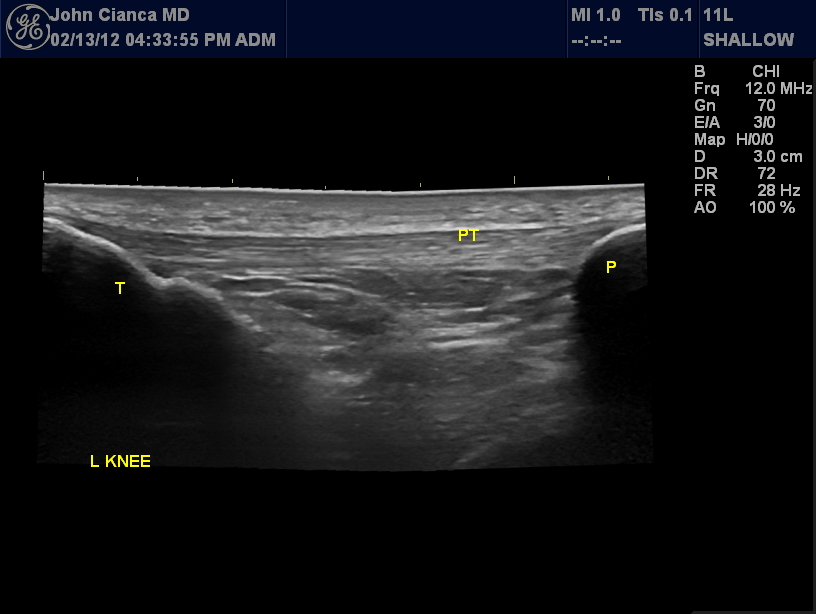 GE
John Cianca MD
02/13/12 04:33:55 PM ADM
MI 1.0 TIs 0.1
--:--:--
11L
SHALLOW
B CHI
Frq 12.0 MHz
Gn 70
E/A 3/0
Map H/0/0
D 3.0 cm
DR 72
FR 28 Hz
AO 100 %
PT
P
T
L KNEE